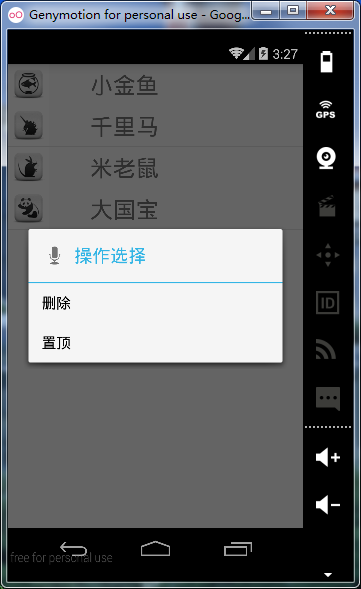 Genymotion for personal use - Goog...
3:27
小金鱼
千里马
米老鼠
大国宝
操作选择
删除
置顶
GPS
ID
free for personal use